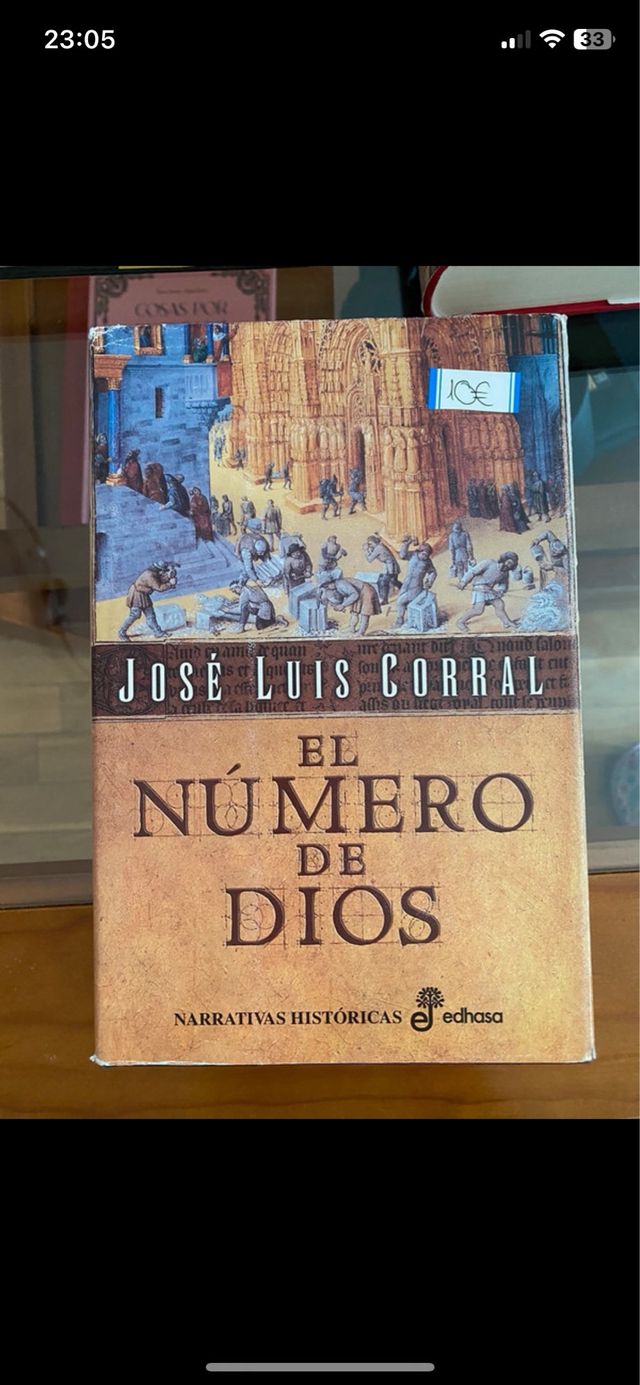 23:05
33
COSAS POR
10€
JOSÉ LUIS CORRAL
EL
NÚMERO
DE
DIOS
NARRATIVAS HISTÓRICAS edhasa